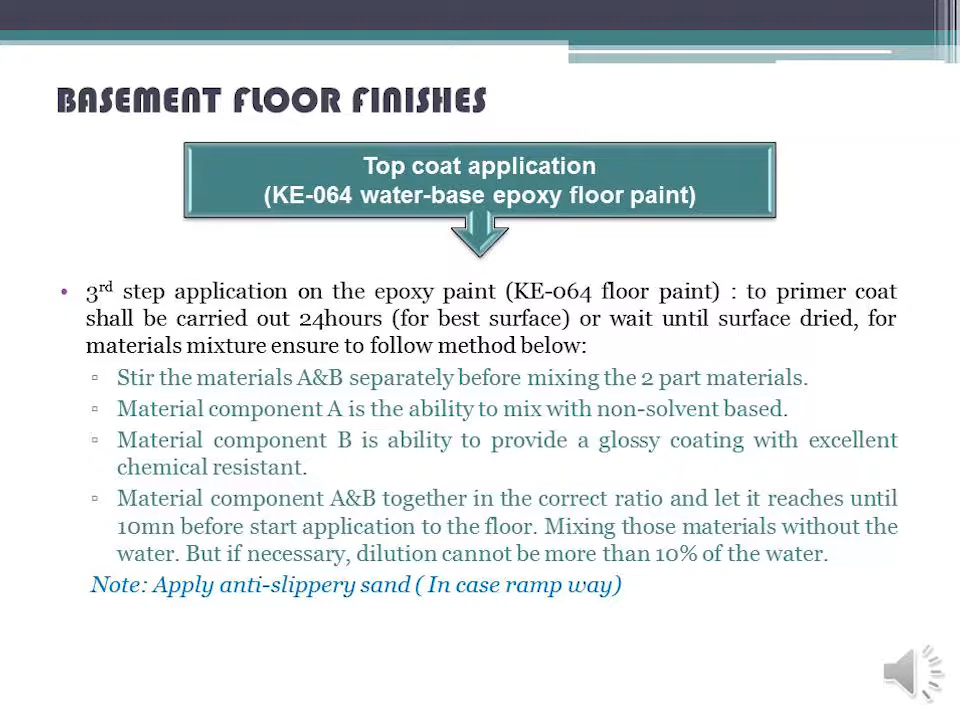 BASEMENT FLOOR FINISHES
Top coat application
(KE-064 water-base epoxy floor paint)
• 3rd step application on the epoxy paint (KE-064 floor paint) : to primer coat
shall be carried out 24hours (for best surface) or wait until surface dried, for
materials mixture ensure to follow method below:
▫ Stir the materials A&B separately before mixing the 2 part materials.
▫ Material component A is the ability to mix with non-solvent based.
▫ Material component B is ability to provide a glossy coating with excellent
chemical resistant.
▫ Material component A&B together in the correct ratio and let it reaches until
10mn before start application to the floor. Mixing those materials without the
water. But if necessary, dilution cannot be more than 10% of the water.
Note: Apply anti-slippery sand ( In case ramp way)